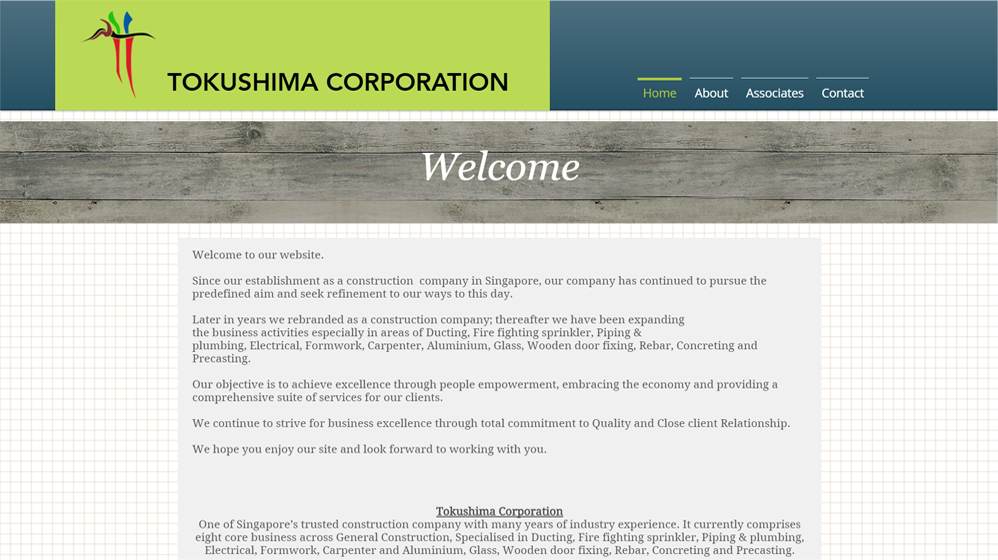 TOKUSHIMA CORPORATION
Home About Associates Contact
Welcome
Welcome to our website.
Since our establishment as a construction company in Singapore, our company has continued to pursue the
predefined aim and seek refinement to our ways to this day.
Later in years we rebranded as a construction company; thereafter we have been expanding
the business activities especially in areas of Ducting, Fire fighting sprinkler, Piping &
plumbing, Electrical, Formwork, Carpenter, Aluminium, Glass, Wooden door fixing, Rebar, Concreting and
Precasting.
Our objective is to achieve excellence through people empowerment, embracing the economy and providing a
comprehensive suite of services for our clients.
We continue to strive for business excellence through total commitment to Quality and Close client Relationship.
We hope you enjoy our site and look forward to working with you.
Tokushima Corporation
One of Singapore's trusted construction company with many years of industry experience. It currently comprises
eight core business across General Construction, Specialised in Ducting, Fire fighting sprinkler, Piping & plumbing,
Electrical, Formwork, Carpenter and Aluminium, Glass, Wooden door fixing, Rebar, Concreting and Precasting.